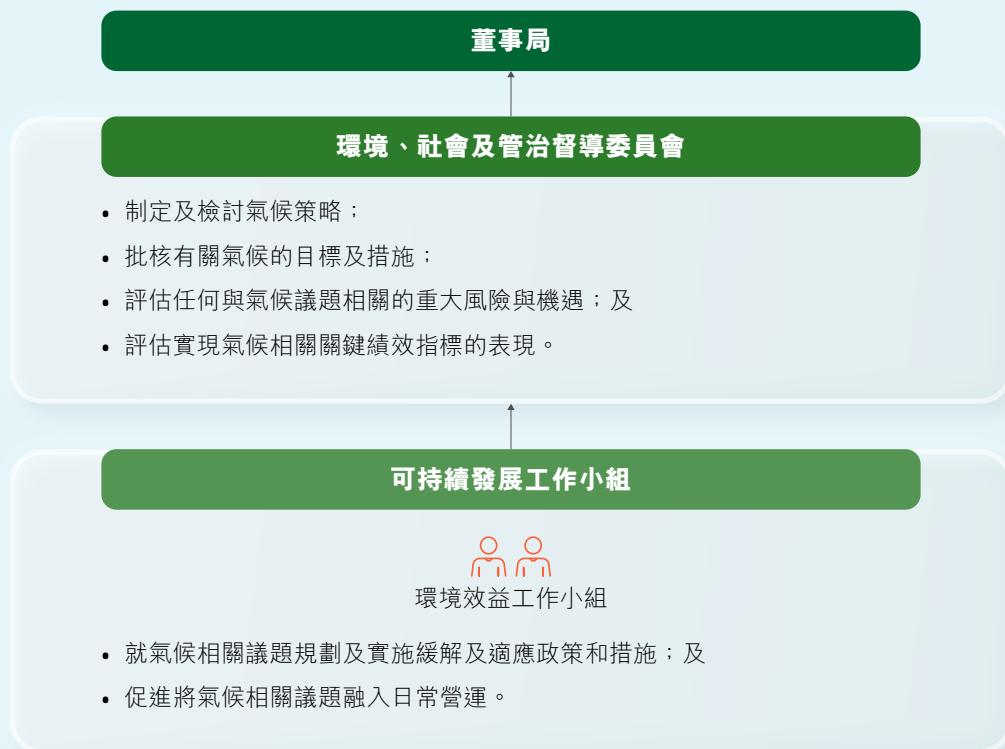 董事局
環境、社會及管治督導委員會
• 制定及檢討氣候策略；
• 批核有關氣候的目標及措施；
• 評估任何與氣候議題相關的重大風險與機遇；及
• 評估實現氣候相關關鍵績效指標的表現。
可持續發展工作小組
環境效益工作小組
• 就氣候相關議題規劃及實施緩解及適應政策和措施；及
• 促進將氣候相關議題融入日常營運。